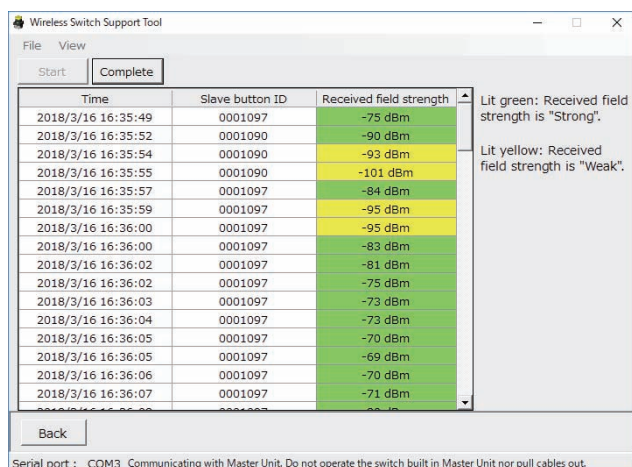 Wireless Switch Support Tool
File View
Start Complete
Time Slave button ID Received field strength
2018/3/16 16:35:49 0001097 -75 dBm
2018/3/16 16:35:52 0001090 -90 dBm
2018/3/16 16:35:54 0001090 -93 dBm
2018/3/16 16:35:55 0001090 -101 dBm
2018/3/16 16:35:57 0001097 -84 dBm
2018/3/16 16:35:59 0001097 -95 dBm
2018/3/16 16:36:00 0001097 -95 dBm
2018/3/16 16:36:00 0001097 -83 dBm
2018/3/16 16:36:02 0001097 -81 dBm
2018/3/16 16:36:02 0001097 -75 dBm
2018/3/16 16:36:03 0001097 -73 dBm
2018/3/16 16:36:04 0001097 -73 dBm
2018/3/16 16:36:05 0001097 -70 dBm
2018/3/16 16:36:05 0001097 -69 dBm
2018/3/16 16:36:06 0001097 -70 dBm
2018/3/16 16:36:07 0001097 -71 dBm
Lit green: Received field
strength is "Strong".
Lit yellow: Received
field strength is "Weak".
Back
Serial port : COM3 Communicating with Master Unit. Do not operate the switch built in Master Unit nor pull cables out.